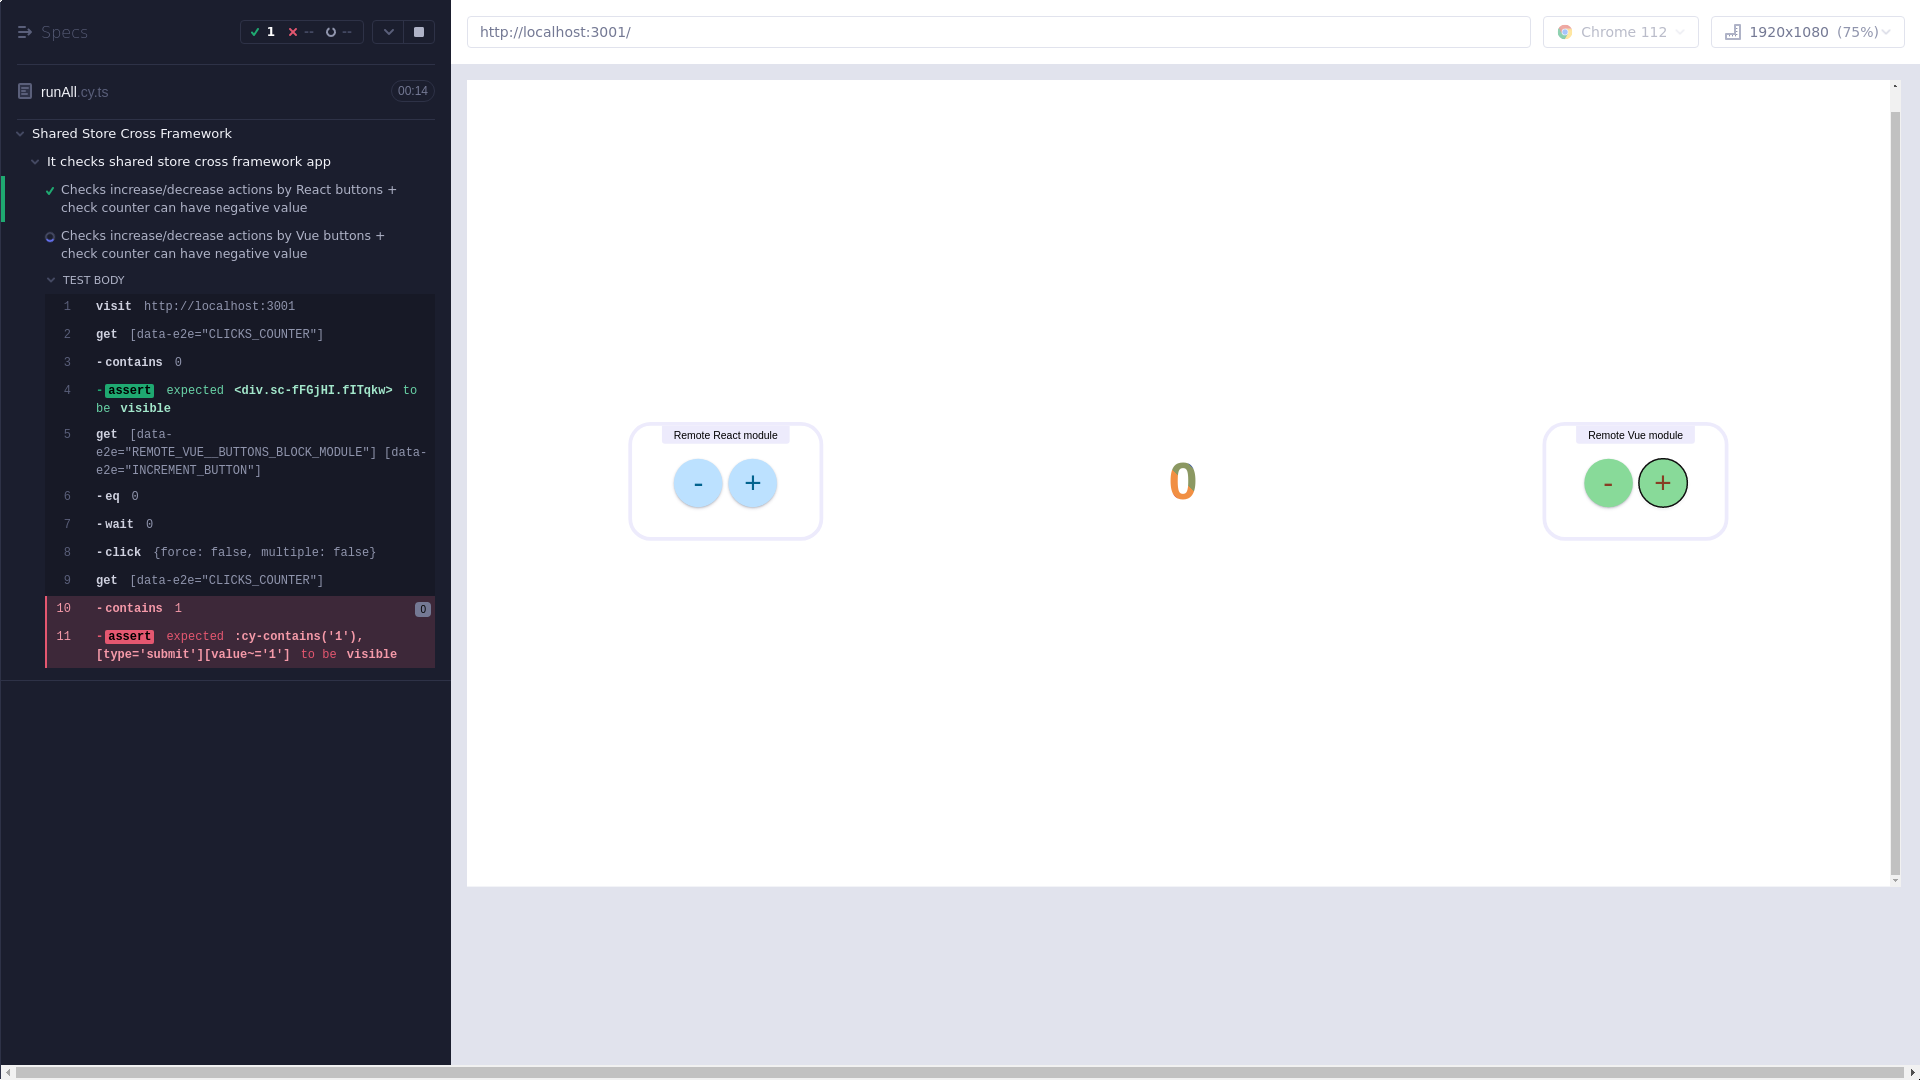 Specs
1
--
--
runAll.cy.ts
00:14
Shared Store Cross Framework
It checks shared store cross framework app
Checks increase/decrease actions by React buttons +
check counter can have negative value
Checks increase/decrease actions by Vue buttons +
check counter can have negative value
TEST BODY
1 visit http://localhost:3001
2 get [data-e2e="CLICKS_COUNTER"]
3 -contains 0
4 -assert expected <div.sc-fFGjHI.fITqkw> to
be visible
5 get [data-
e2e="REMOTE_VUE__BUTTONS_BLOCK_MODULE"] [data-
e2e="INCREMENT_BUTTON"]
6 -eq 0
7 -wait 0
8 -click {force: false, multiple: false}
9 get [data-e2e="CLICKS_COUNTER"]
10 -contains 1 0
11 -assert expected :cy-contains('1'),
[type='submit'][value~='1'] to be visible
http://localhost:3001/
Chrome 112
1920x1080 (75%)
Remote React module
- +
0
Remote Vue module
- +